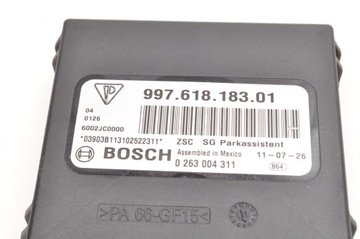 997.618.183.01
04
0126
6002JC0000
*03903B113102522311*
ZSC SG Parkassistent
BOSCH
Assembled in Mexico
11-07-26
0 263 004 311
864
>PA 66-GF15<